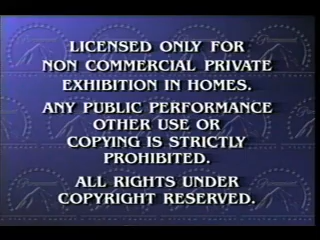 LICENSED ONLY FOR
NON COMMERCIAL PRIVATE
EXHIBITION IN HOMES.
ANY PUBLIC PERFORMANCE
OTHER USE OR
COPYING IS STRICTLY
PROHIBITED.
ALL RIGHTS UNDER
COPYRIGHT RESERVED.